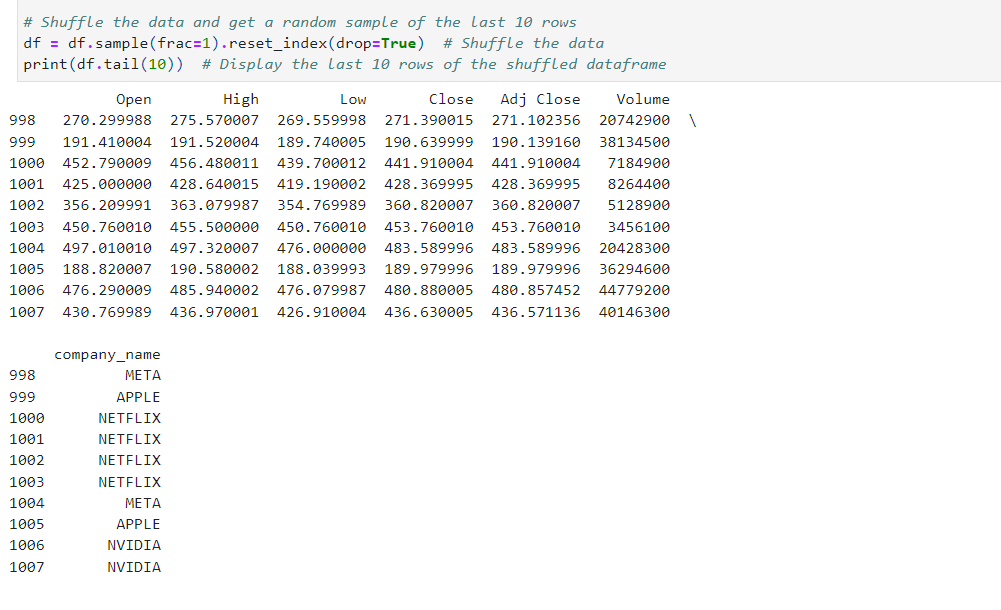 # Shuffle the data and get a random sample of the last 10 rows
df = df.sample(frac=1).reset_index(drop=True)  # Shuffle the data
print(df.tail(10))  # Display the last 10 rows of the shuffled dataframe
            Open        High         Low       Close   Adj Close    Volume
998   270.299988  275.570007  269.559998  271.390015  271.102356  20742900  \
999   191.410004  191.520004  189.740005  190.639999  190.139160  38134500
1000  452.790009  456.480011  439.700012  441.910004  441.910004   7184900
1001  425.000000  428.640015  419.190002  428.369995  428.369995   8264400
1002  356.209991  363.079987  354.769989  360.820007  360.820007   5128900
1003  450.760010  455.500000  450.760010  453.760010  453.760010   3456100
1004  497.010010  497.320007  476.000000  483.589996  483.589996  20428300
1005  188.820007  190.580002  188.039993  189.979996  189.979996  36294600
1006  476.290009  485.940002  476.079987  480.880005  480.857452  44779200
1007  430.769989  436.970001  426.910004  436.630005  436.571136  40146300
     company_name
998          META
999         APPLE
1000      NETFLIX
1001      NETFLIX
1002      NETFLIX
1003      NETFLIX
1004         META
1005        APPLE
1006       NVIDIA
1007       NVIDIA